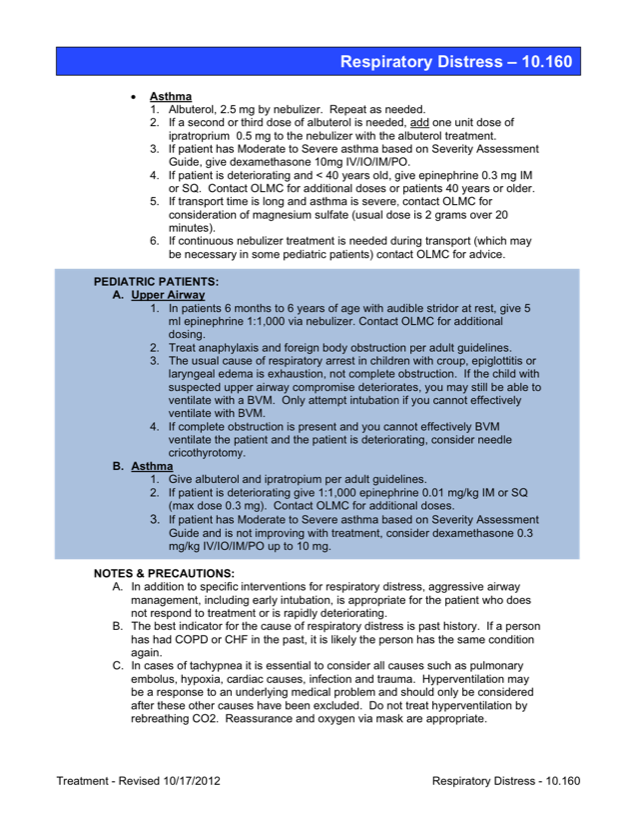 Respiratory Distress – 10.160
• Asthma
1. Albuterol, 2.5 mg by nebulizer. Repeat as needed.
2. If a second or third dose of albuterol is needed, add one unit dose of
ipratropium 0.5 mg to the nebulizer with the albuterol treatment.
3. If patient has Moderate to Severe asthma based on Severity Assessment
Guide, give dexamethasone 10mg IV/IO/IM/PO.
4. If patient is deteriorating and < 40 years old, give epinephrine 0.3 mg IM
or SQ. Contact OLMC for additional doses or patients 40 years or older.
5. If transport time is long and asthma is severe, contact OLMC for
consideration of magnesium sulfate (usual dose is 2 grams over 20
minutes).
6. If continuous nebulizer treatment is needed during transport (which may
be necessary in some pediatric patients) contact OLMC for advice.
PEDIATRIC PATIENTS:
A. Upper Airway
1. In patients 6 months to 6 years of age with audible stridor at rest, give 5
ml epinephrine 1:1,000 via nebulizer. Contact OLMC for additional
dosing.
2. Treat anaphylaxis and foreign body obstruction per adult guidelines.
3. The usual cause of respiratory arrest in children with croup, epiglottitis or
laryngeal edema is exhaustion, not complete obstruction. If the child with
suspected upper airway compromise deteriorates, you may still be able to
ventilate with a BVM. Only attempt intubation if you cannot effectively
ventilate with BVM.
4. If complete obstruction is present and you cannot effectively BVM
ventilate the patient and the patient is deteriorating, consider needle
cricothyrotomy.
B. Asthma
1. Give albuterol and ipratropium per adult guidelines.
2. If patient is deteriorating give 1:1,000 epinephrine 0.01 mg/kg IM or SQ
(max dose 0.3 mg). Contact OLMC for additional doses.
3. If patient has Moderate to Severe asthma based on Severity Assessment
Guide and is not improving with treatment, consider dexamethasone 0.3
mg/kg IV/IO/IM/PO up to 10 mg.
NOTES & PRECAUTIONS:
A. In addition to specific interventions for respiratory distress, aggressive airway
management, including early intubation, is appropriate for the patient who does
not respond to treatment or is rapidly deteriorating.
B. The best indicator for the cause of respiratory distress is past history. If a person
has had COPD or CHF in the past, it is likely the person has the same condition
again.
C. In cases of tachypnea it is essential to consider all causes such as pulmonary
embolus, hypoxia, cardiac causes, infection and trauma. Hyperventilation may
be a response to an underlying medical problem and should only be considered
after these other causes have been excluded. Do not treat hyperventilation by
rebreathing CO2. Reassurance and oxygen via mask are appropriate.
Treatment - Revised 10/17/2012
Respiratory Distress - 10.160